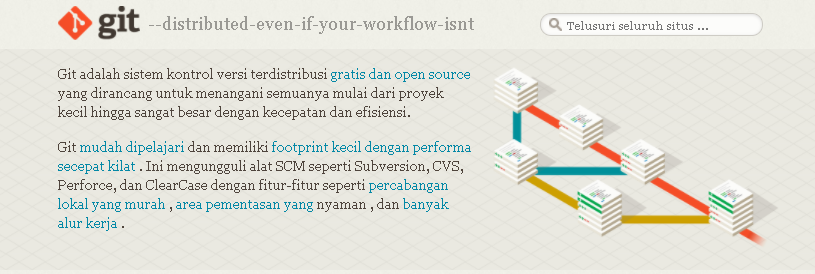 git --distributed-even-if-your-workflow-isnt
Telusuri seluruh situs ...
Git adalah sistem kontrol versi terdistribusi gratis dan open source
yang dirancang untuk menangani semuanya mulai dari proyek
kecil hingga sangat besar dengan kecepatan dan efisiensi.
Git mudah dipelajari dan memiliki footprint kecil dengan performa
secepat kilat . Ini mengungguli alat SCM seperti Subversion, CVS,
Perforce, dan ClearCase dengan fitur-fitur seperti percabangan
lokal yang murah , area pementasan yang nyaman , dan banyak
alur kerja .